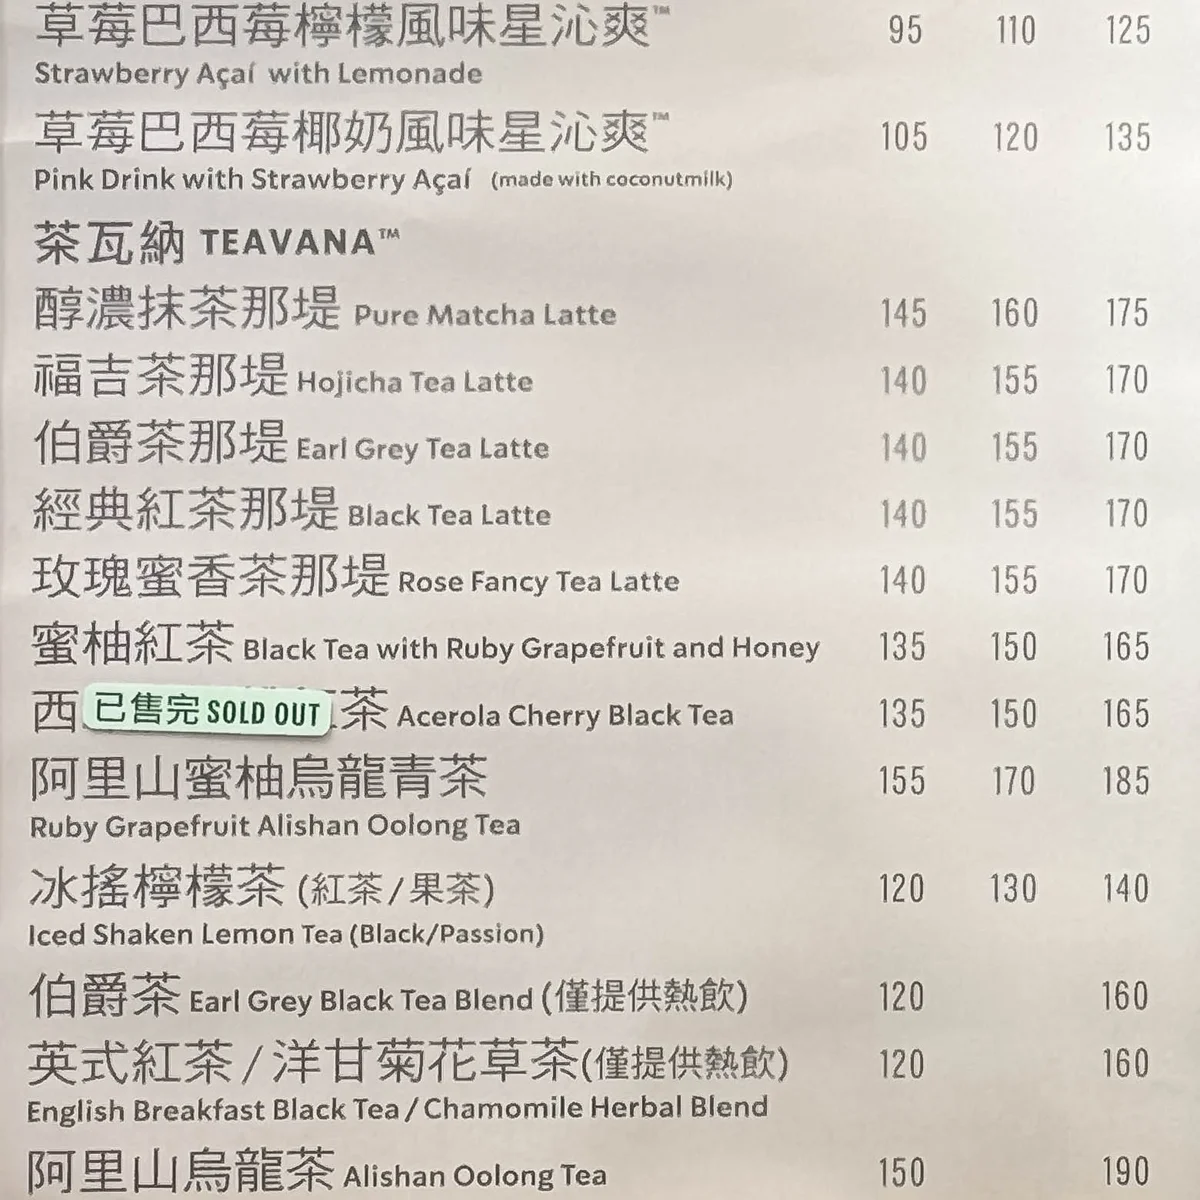 草莓巴西莓檸檬風味星沁爽™ 95 110 125
Strawberry Açaí with Lemonade
草莓巴西莓椰奶風味星沁爽™ 105 120 135
Pink Drink with Strawberry Açaí (made with coconutmilk)
茶瓦納 TEAVANA™
醇濃抹茶那堤 Pure Matcha Latte 145 160 175
福吉茶那堤 Hojicha Tea Latte 140 155 170
伯爵茶那堤 Earl Grey Tea Latte 140 155 170
經典紅茶那堤 Black Tea Latte 140 155 170
玫瑰蜜香茶那堤 Rose Fancy Tea Latte 140 155 170
蜜柚紅茶 Black Tea with Ruby Grapefruit and Honey 135 150 165
西 已售完 SOLD OUT 茶 Acerola Cherry Black Tea 135 150 165
阿里山蜜柚烏龍青茶 155 170 185
Ruby Grapefruit Alishan Oolong Tea
冰搖檸檬茶 (紅茶/果茶) 120 130 140
Iced Shaken Lemon Tea (Black/Passion)
伯爵茶 Earl Grey Black Tea Blend (僅提供熱飲) 120 160
英式紅茶/洋甘菊花草茶(僅提供熱飲) 120 160
English Breakfast Black Tea/Chamomile Herbal Blend
阿里山烏龍茶 Alishan Oolong Tea 150 190